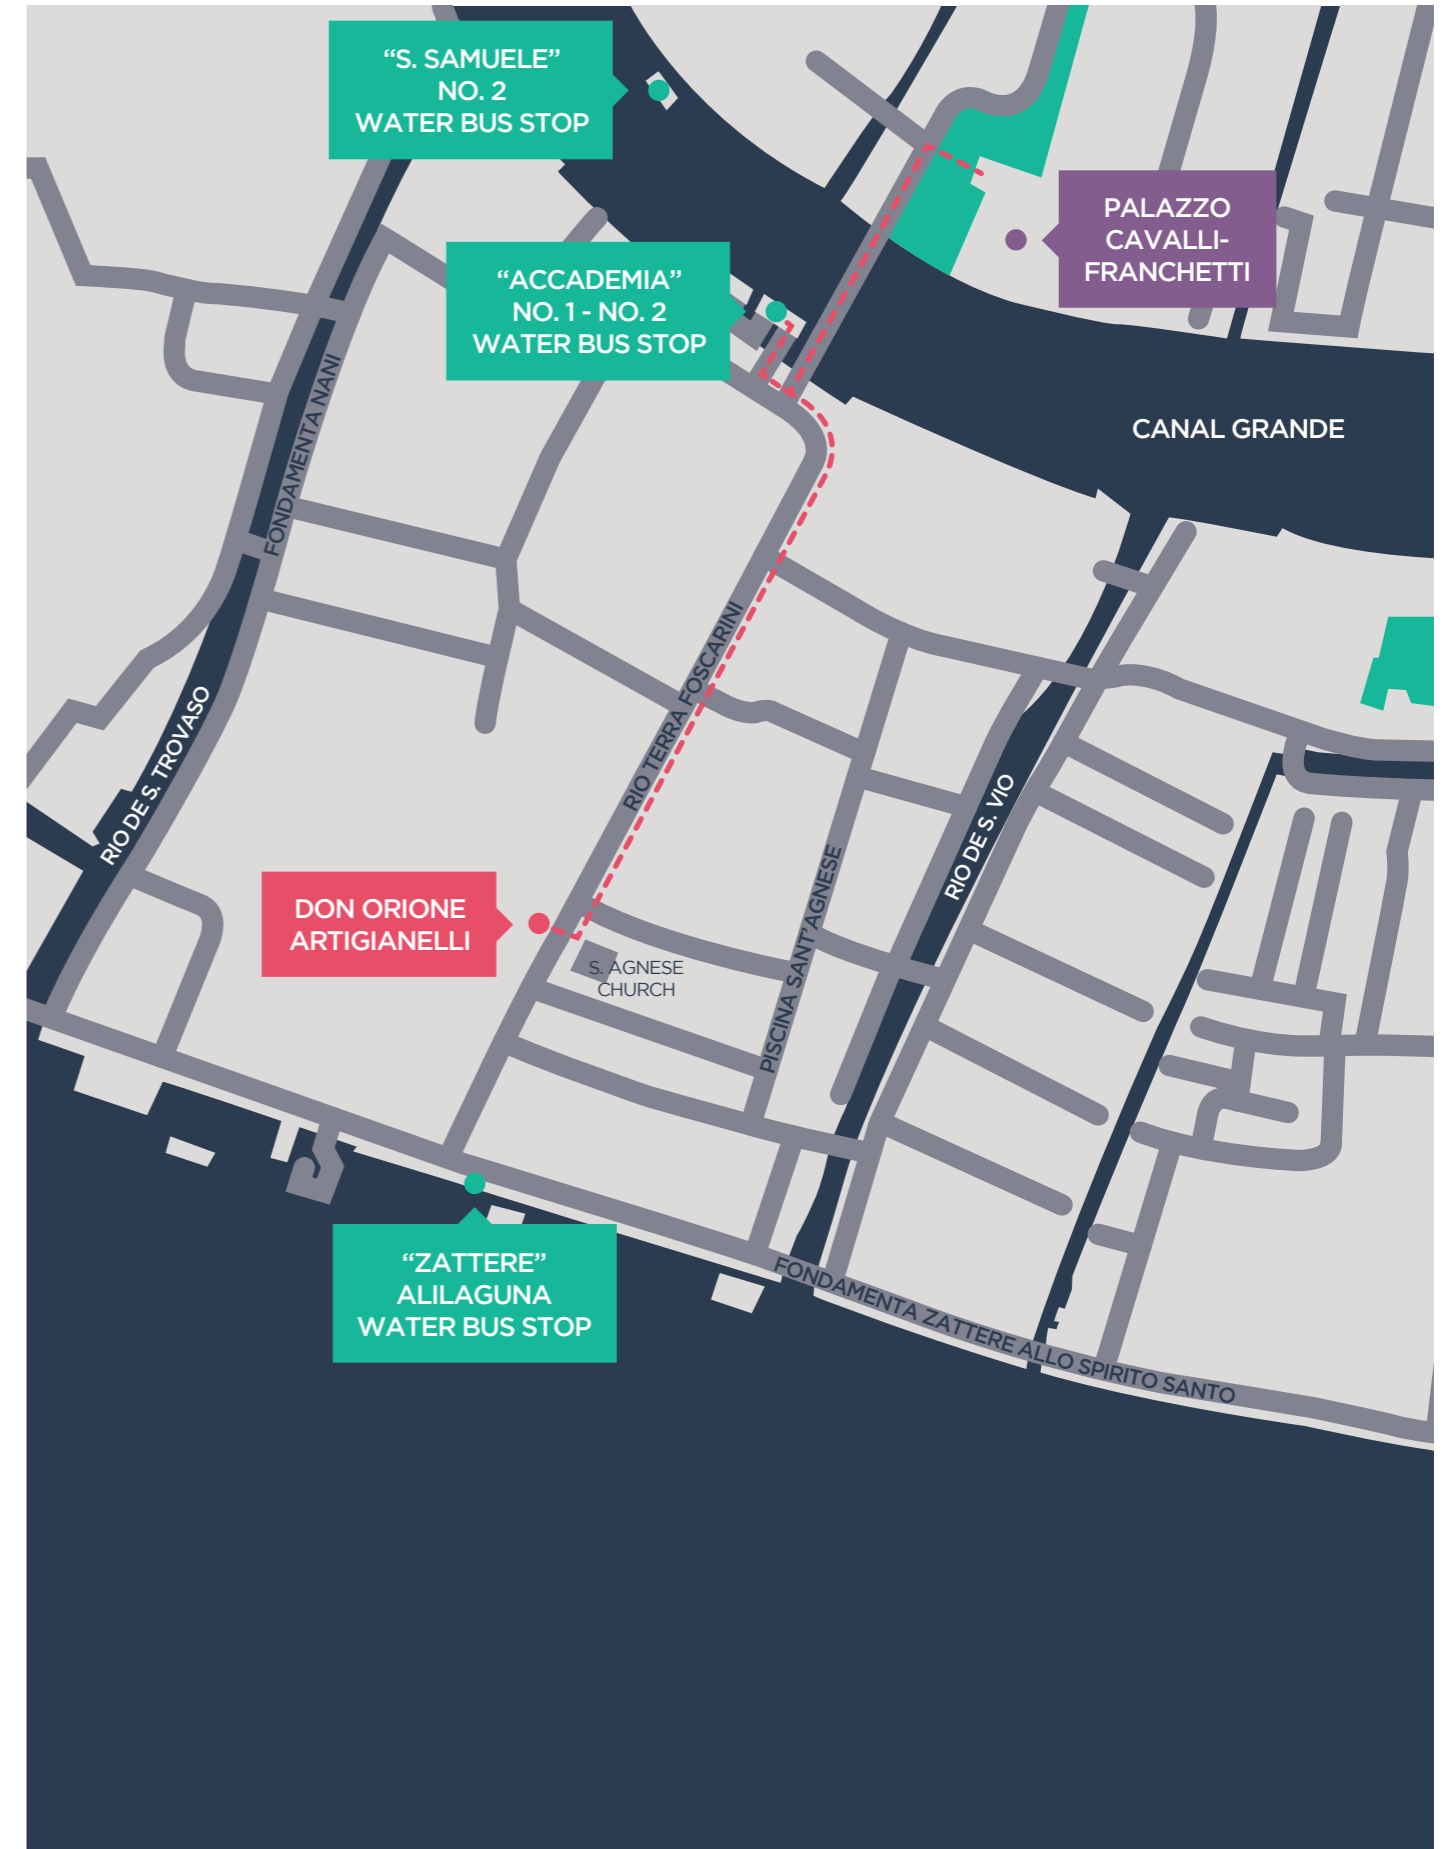 “S. SAMUELE”
NO. 2
WATER BUS STOP
PALAZZO
CAVALLI-
FRANCHETTI
“ACCADEMIA”
NO. 1 - NO. 2
WATER BUS STOP
CANAL GRANDE
FONDAMENTA NANI
RIO TERRA FOSCARINI
RIO DE S. TROVASO
RIO DE S. VIO
PISCINA SANT’AGNESE
DON ORIONE
ARTIGIANELLI
S. AGNESE
CHURCH
“ZATTERE”
ALILAGUNA
WATER BUS STOP
FONDAMENTA ZATTERE ALLO SPIRITO SANTO